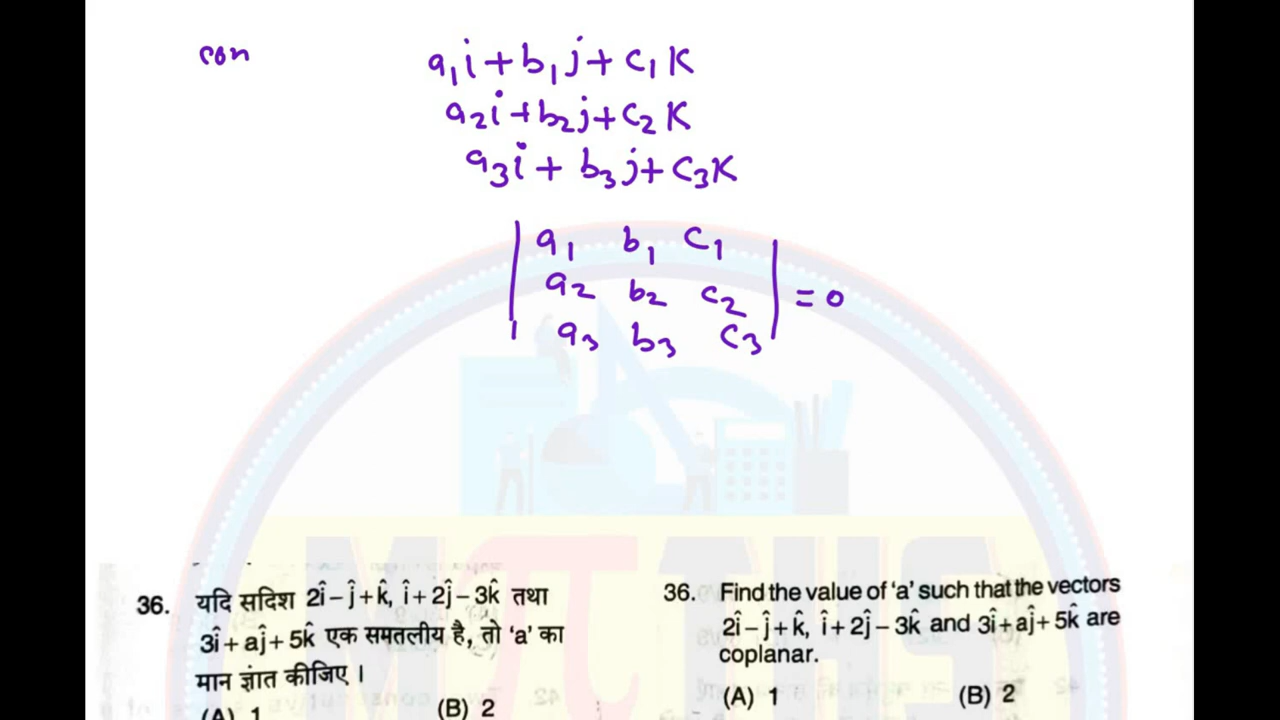 con
a₁i + b₁j + c₁k
a₂i + b₂j + c₂k
a₃i + b₃j + c₃k
| a₁ b₁ c₁ |
| a₂ b₂ c₂ | = 0
| a₃ b₃ c₃ |
MπTHS
36. यदि सदिश 2î – ĵ + k̂, î + 2ĵ – 3k̂ तथा
3î + aĵ + 5k̂ एक समतलीय है, तो ‘a’ का
मान ज्ञात कीजिए ।
(A) 1 (B) 2
36. Find the value of ‘a’ such that the vectors
2î – ĵ + k̂, î + 2ĵ – 3k̂ and 3î + aĵ + 5k̂ are
coplanar.
(A) 1 (B) 2